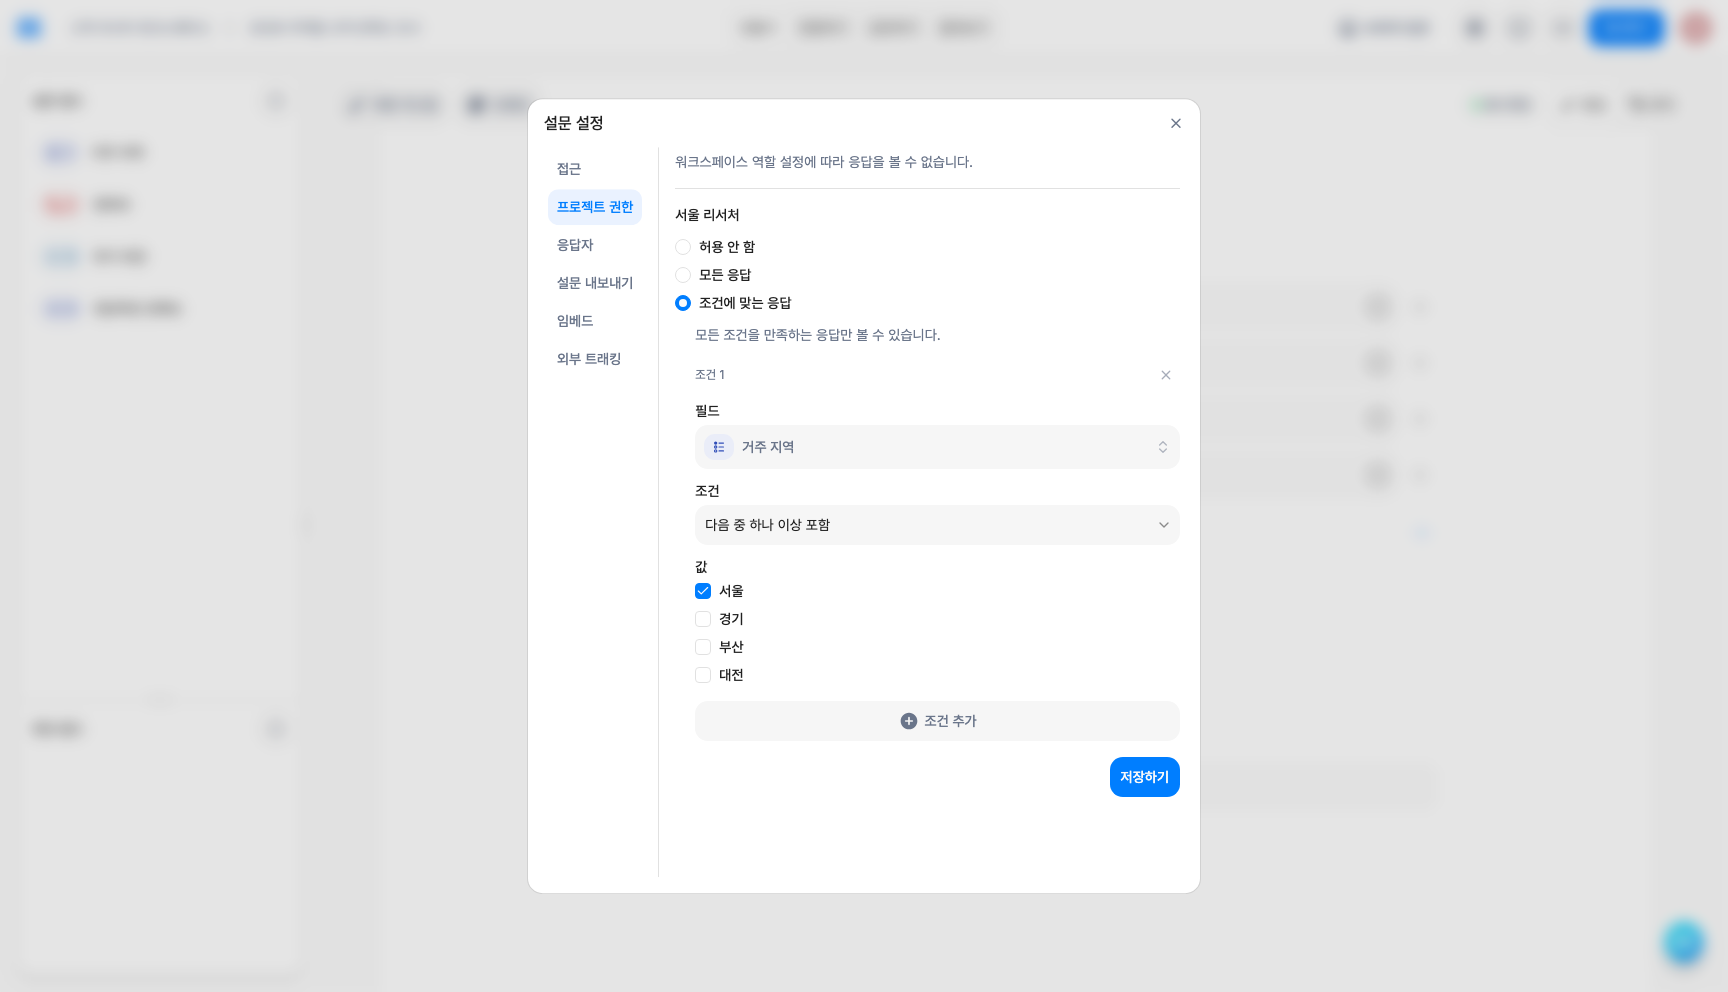 설문 설정
접근
프로젝트 권한
응답자
설문 내보내기
임베드
외부 트래킹
워크스페이스 역할 설정에 따라 응답을 볼 수 없습니다.
서울 리서처
허용 안 함
모든 응답
조건에 맞는 응답
모든 조건을 만족하는 응답만 볼 수 있습니다.
조건 1
필드
거주 지역
조건
다음 중 하나 이상 포함
값
서울
경기
부산
대전
조건 추가
저장하기